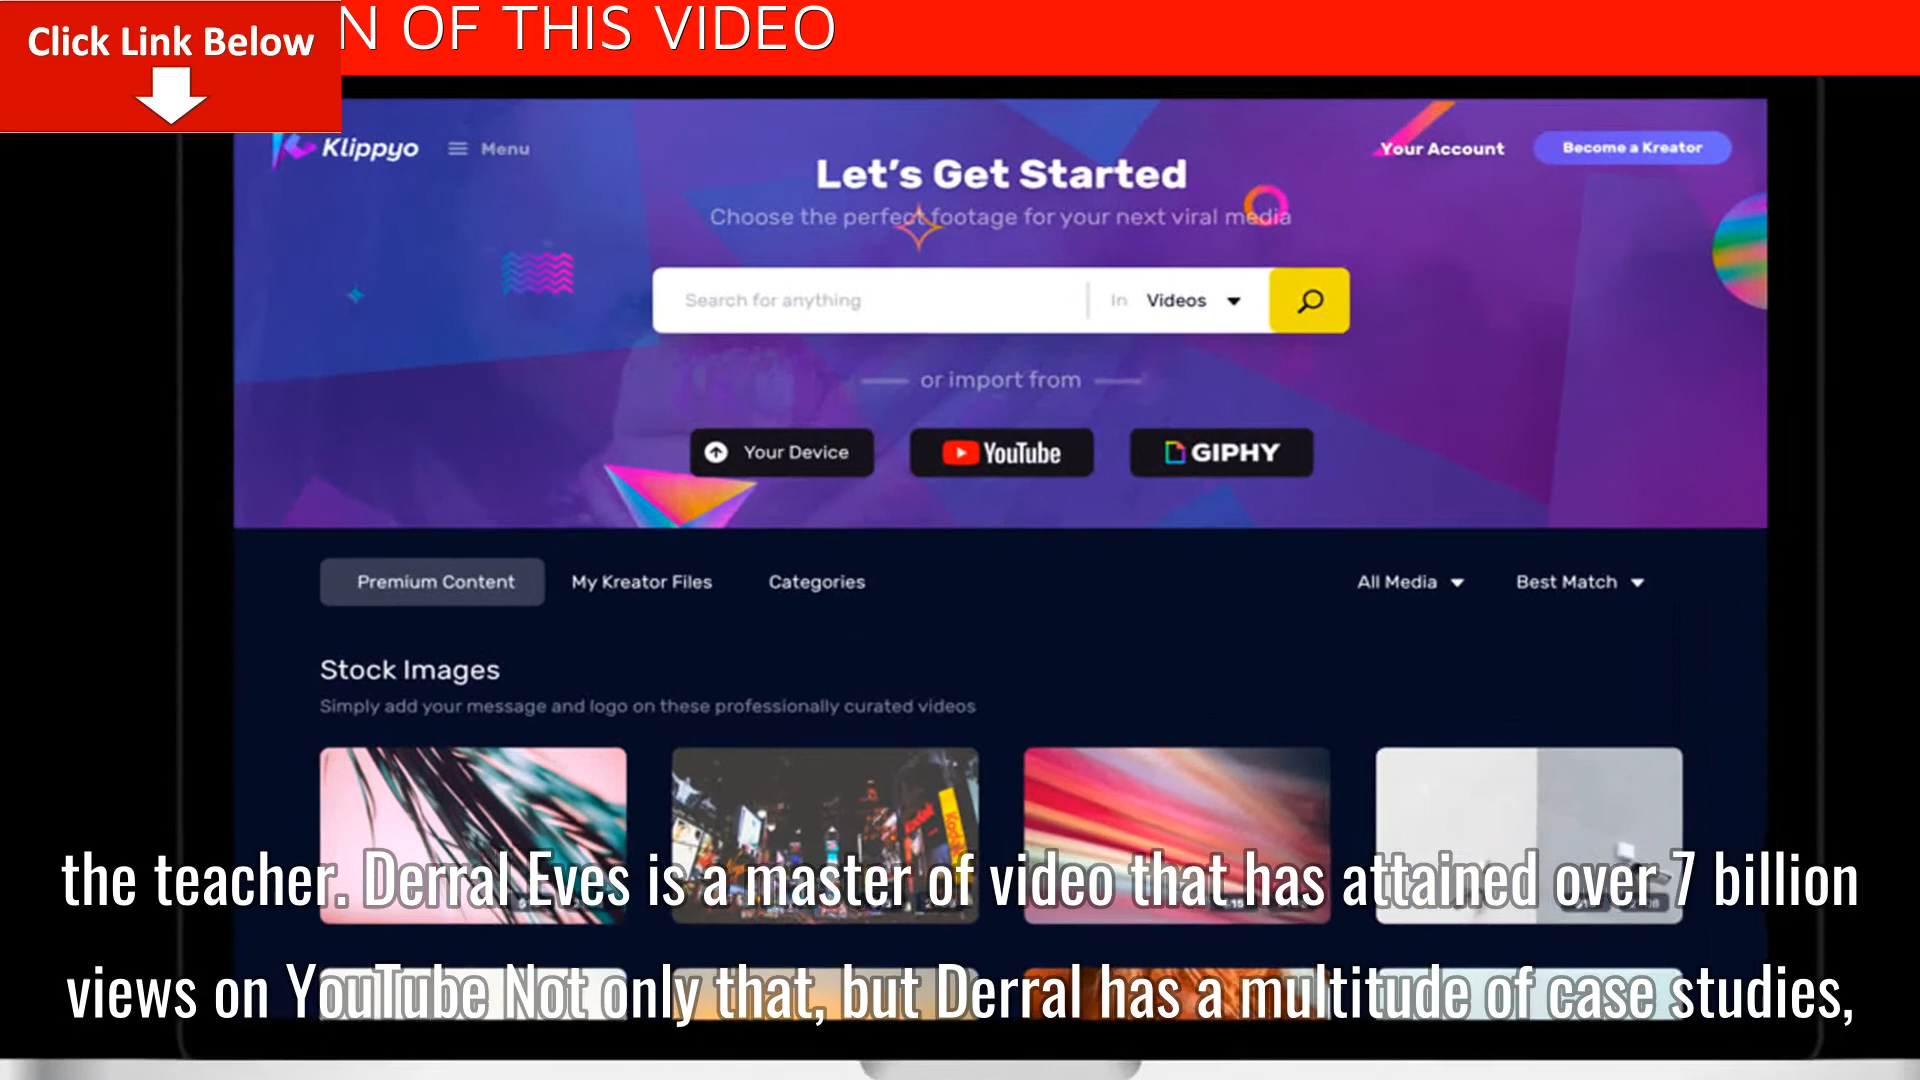 N OF THIS VIDEO
Click Link Below
Klippyo
Menu
Let's Get Started
Your Account
Become a Kreator
Choose the perfect footage for your next viral media
Search for anything
In Videos
or import from
Your Device
YouTube
GIPHY
Premium Content
My Kreator Files
Categories
All Media
Best Match
Stock Images
Simply add your message and logo on these professionally curated videos
the teacher. Derral Eves is a master of video that has attained over 7 billion
views on YouTube Not only that, but Derral has a multitude of case studies,